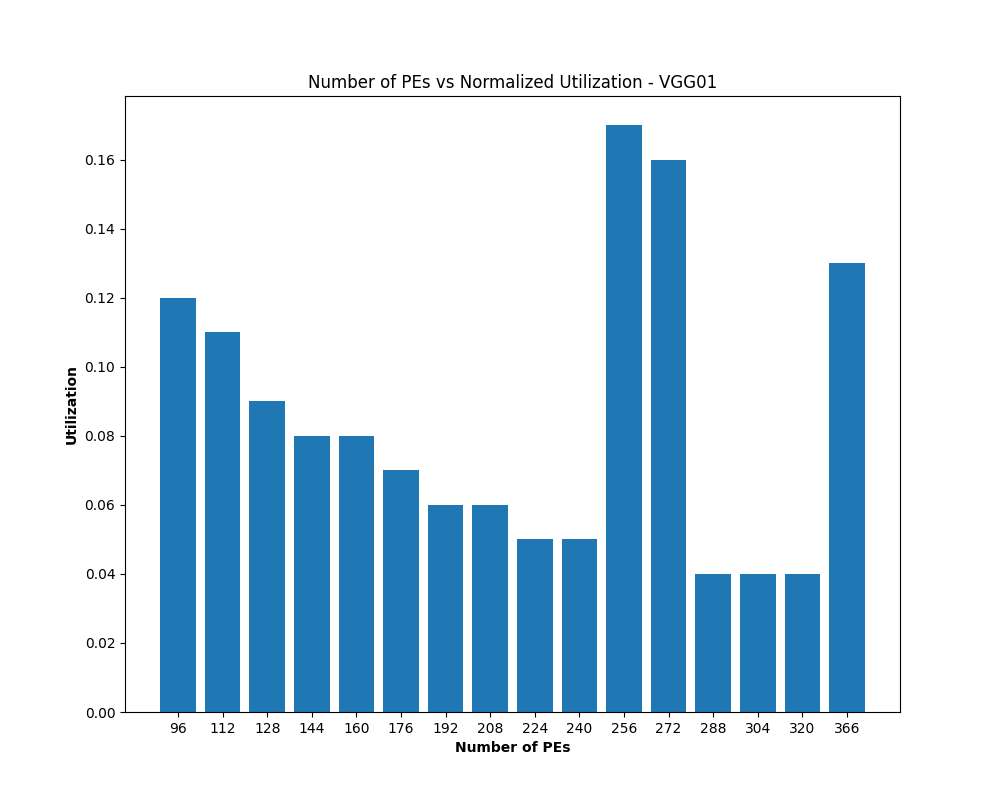 Number of PEs vs Normalized Utilization - VGG01
Utilization
0.16
0.14
0.12
0.10
0.08
0.06
0.04
0.02
0.00
96 112 128 144 160 176 192 208 224 240 256 272 288 304 320 366
Number of PEs